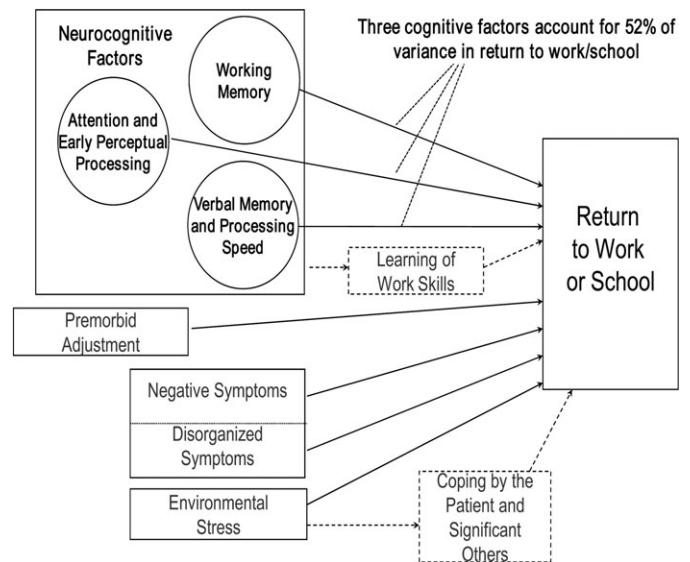 Neurocognitive
Factors
Three cognitive factors account for 52% of
variance in return to work/school
Working
Memory
Attention and
Early Perceptual
Processing
Verbal Memory
and Processing
Speed
Learning of
Work Skills
Return
to Work
or School
Premorbid
Adjustment
Negative Symptoms
Disorganized
Symptoms
Environmental
Stress
Coping by the
Patient and
Significant
Others